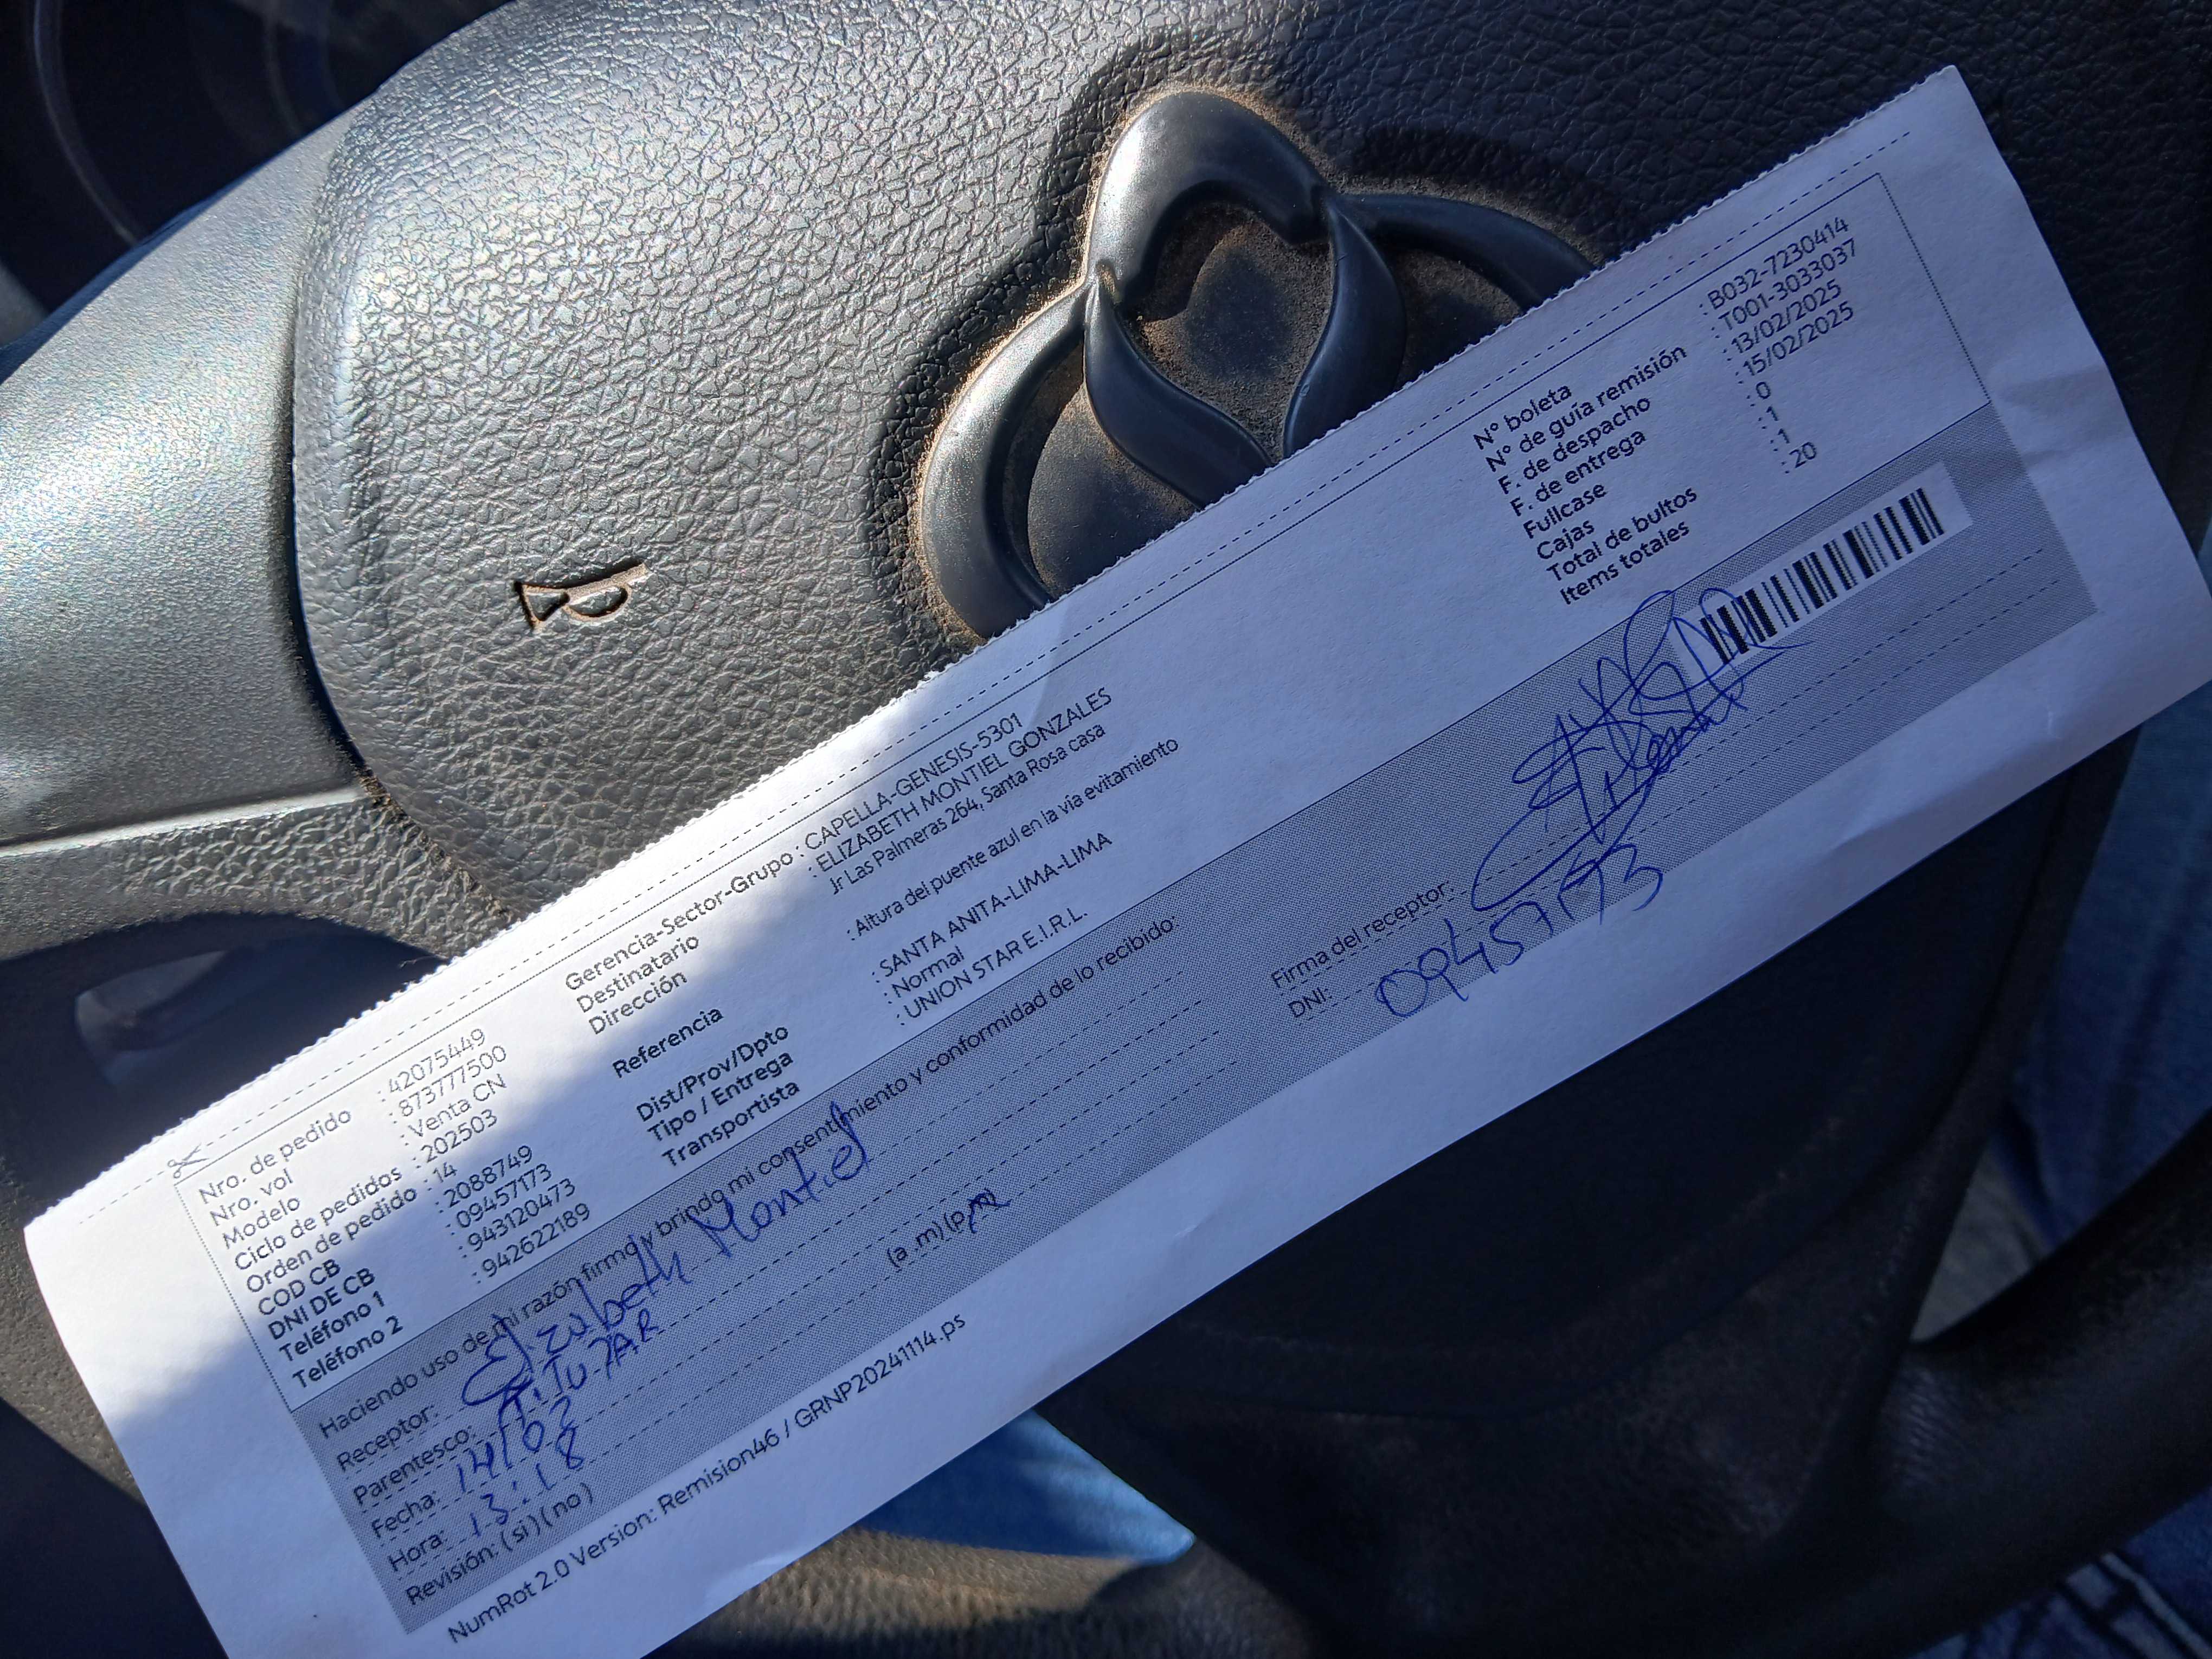 Nro. de pedido : 42075449
Nro. vol : 873777500
Modelo : Venta CN
Ciclo de pedidos : 202503
Orden de pedido : 14
COD CB : 2088749
DNI DE CB : 09457173
Teléfono 1 : 943120473
Teléfono 2 : 942622189
Gerencia-Sector-Grupo : CAPELLA-GENESIS-5301
Destinatario : ELIZABETH MONTIEL GONZALES
Dirección Jr Las Palmeras 264, Santa Rosa casa
Referencia : Altura del puente azul en la vía evitamiento
Dist/Prov/Dpto : SANTA ANITA-LIMA-LIMA
Tipo / Entrega : Normal
Transportista : UNION STAR E.I.R.L.
N° boleta : B032-7230414
N° de guía remisión : T001-3033037
F. de despacho : 13/02/2025
F. de entrega : 15/02/2025
Fullcase : 0
Cajas : 1
Total de bultos : 1
Items totales : 20
Haciendo uso de mi razón firmo y brindo mi consentimiento y conformidad de lo recibido:
Receptor: Elizabeth Montiel
Parentesco: TiTuLAR
Fecha: 14/02
Hora: 13:18 (a .m) (p.m)
Revisión: (si) ( no )
Firma del receptor:
DNI: 09457173
NumRot 2.0 Version: Remision46 / GRNP20241114.ps